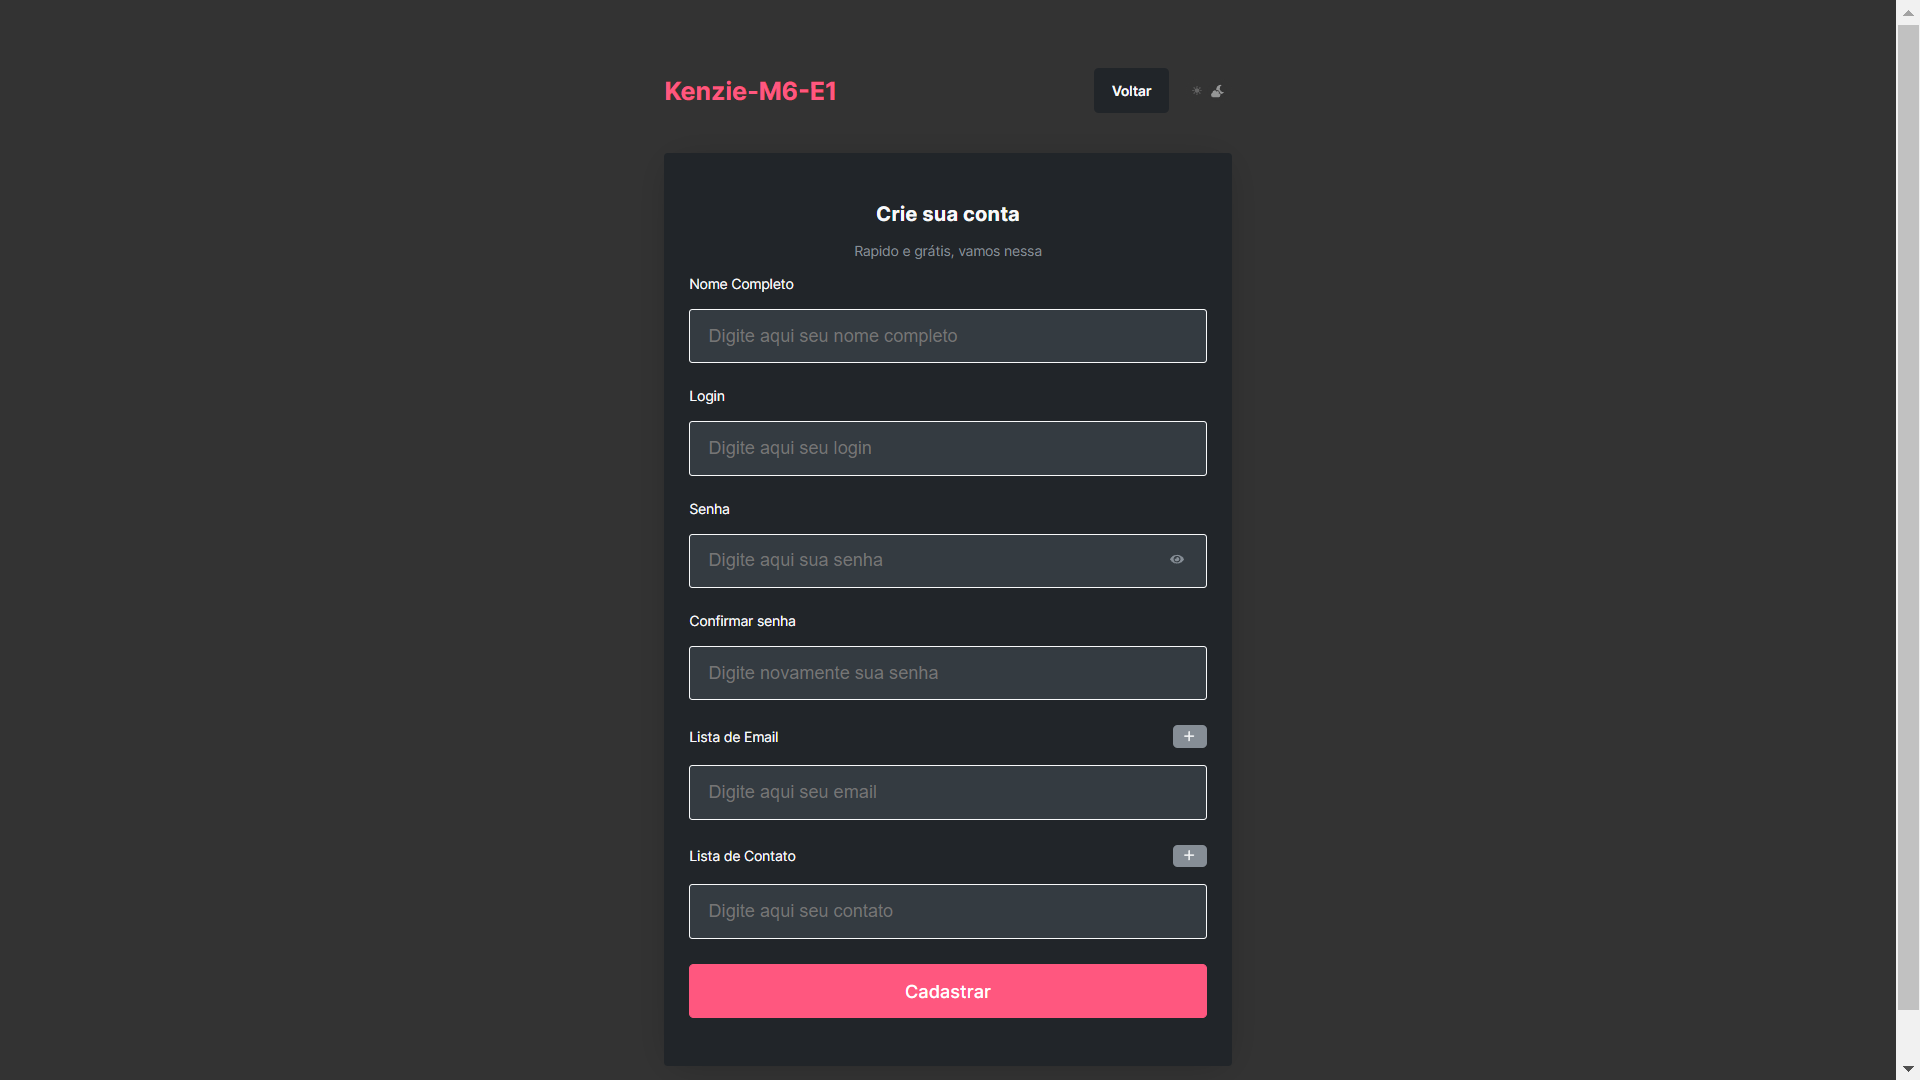 Kenzie-M6-E1
Voltar
Crie sua conta
Rapido e grátis, vamos nessa
Nome Completo
Digite aqui seu nome completo
Login
Digite aqui seu login
Senha
Digite aqui sua senha
Confirmar senha
Digite novamente sua senha
Lista de Email
+
Digite aqui seu email
Lista de Contato
+
Digite aqui seu contato
Cadastrar